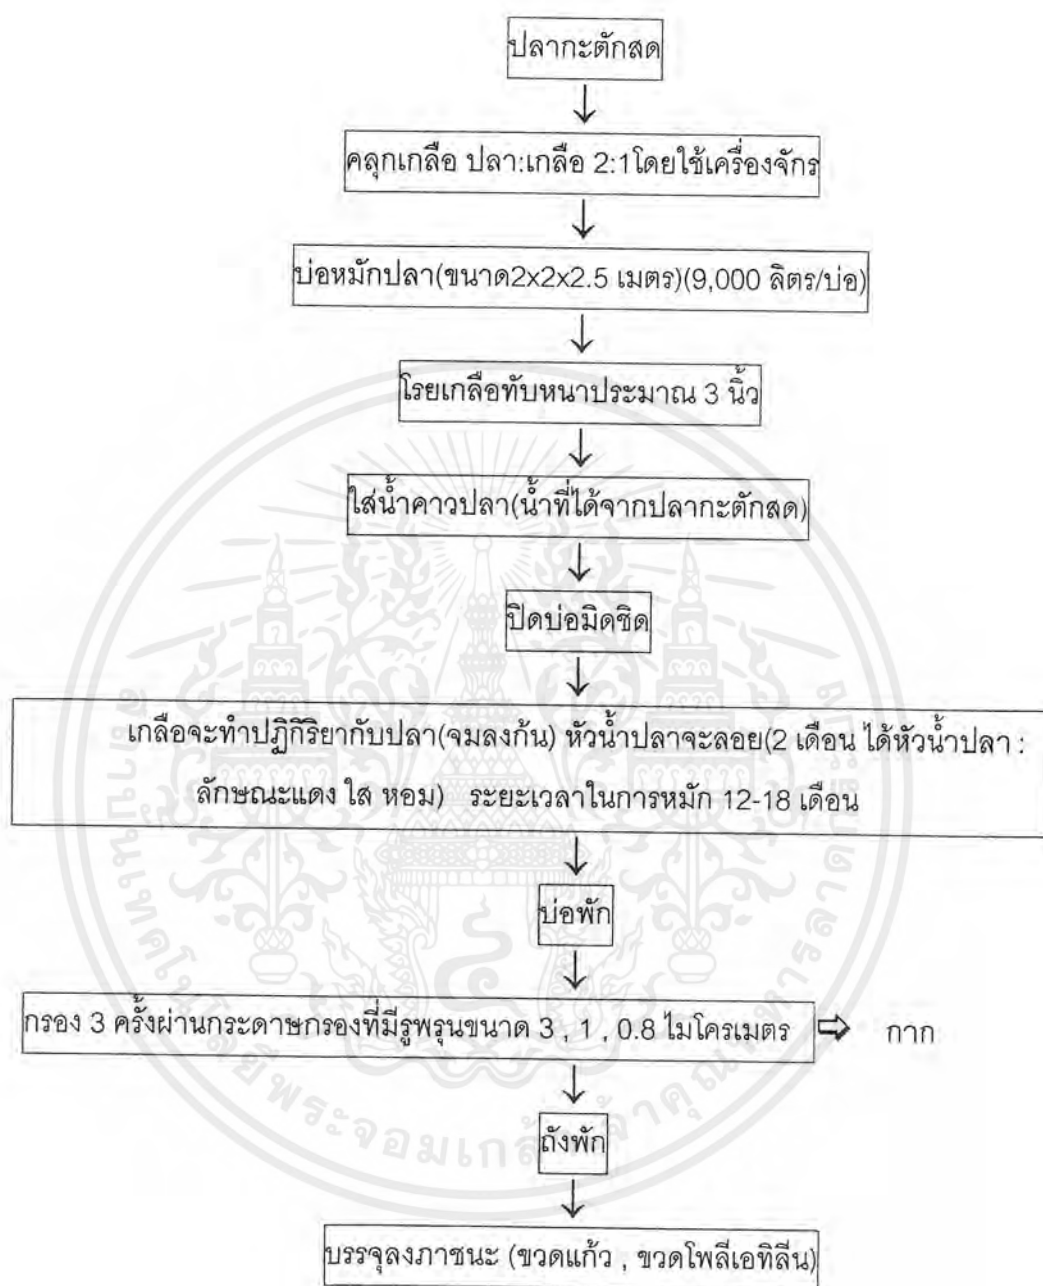 ปลากะตักสด
คลุกเกลือ ปลา:เกลือ 2:1โดยใช้เครื่องจักร
บ่อหมักปลา(ขนาด2x2x2.5 เมตร)(9,000 ลิตร/บ่อ)
โรยเกลือทับหนาประมาณ 3 นิ้ว
ใส่น้ำคาวปลา(น้ำที่ได้จากปลากะตักสด)
ปิดบ่อมิดชิด
เกลือจะทำปฏิกิริยากับปลา(จมลงก้น) หัวน้ำปลาจะลอย(2 เดือน ได้หัวน้ำปลา :
ลักษณะแดง ใส หอม) ระยะเวลาในการหมัก 12-18 เดือน
บ่อพัก
กรอง 3 ครั้งผ่านกระดาษกรองที่มีรูพรุนขนาด 3 , 1 , 0.8 ไมโครเมตร ⇨ กาก
ถังพัก
บรรจุลงภาชนะ (ขวดแก้ว , ขวดโพลีเอทิลีน)